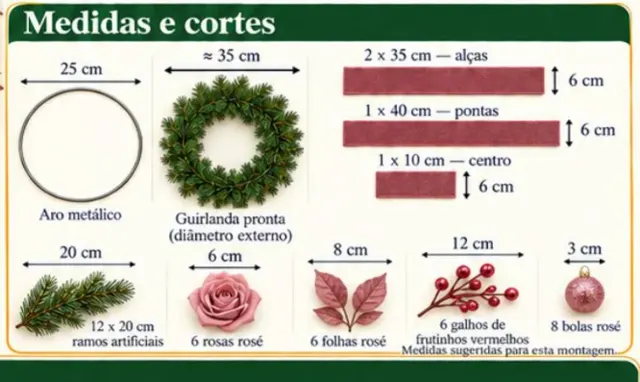 Medidas e cortes
25 cm
≈ 35 cm
2 x 35 cm — alças
6 cm
1 x 40 cm — pontas
6 cm
1 x 10 cm — centro
6 cm
Aro metálico
Guirlanda pronta
(diâmetro externo)
20 cm
6 cm
8 cm
12 cm
3 cm
12 x 20 cm
ramos artificiais
6 rosas rosé
6 folhas rosé
6 galhos de
frutinhos vermelhos
8 bolas rosé
Medidas sugeridas para esta montagem...